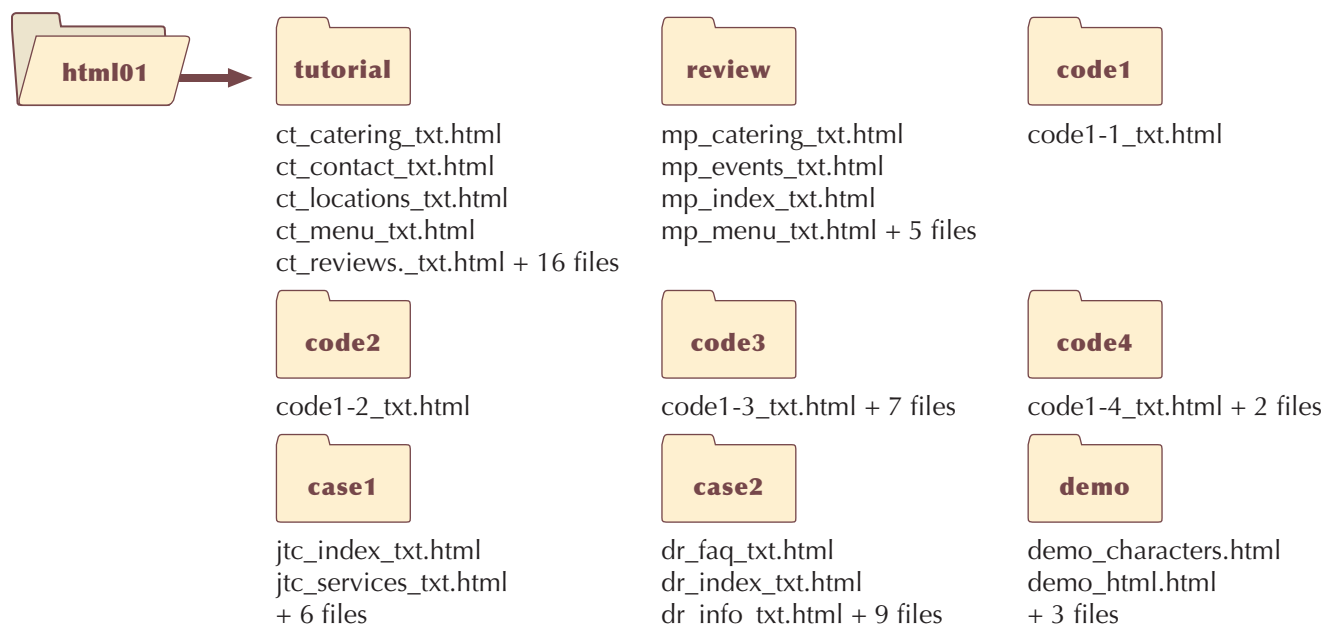 html01
tutorial
ct_catering_txt.html
ct_contact_txt.html
ct_locations_txt.html
ct_menu_txt.html
ct_reviews._txt.html + 16 files
review
mp_catering_txt.html
mp_events_txt.html
mp_index_txt.html
mp_menu_txt.html + 5 files
code1
code1-1_txt.html
code2
code1-2_txt.html
code3
code1-3_txt.html + 7 files
code4
code1-4_txt.html + 2 files
case1
jtc_index_txt.html
jtc_services_txt.html
+ 6 files
case2
dr_faq_txt.html
dr_index_txt.html
dr_info_txt.html + 9 files
demo
demo_characters.html
demo_html.html
+ 3 files